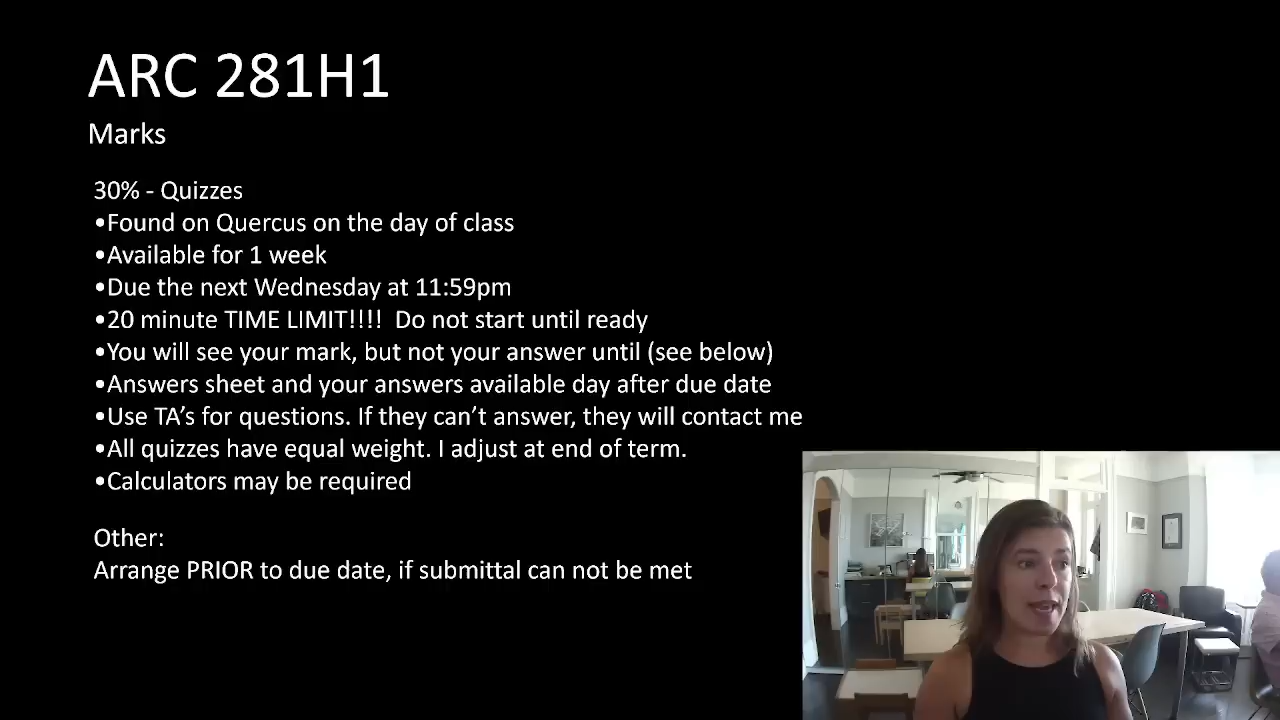 ARC 281H1
Marks
30% - Quizzes
•Found on Quercus on the day of class
•Available for 1 week
•Due the next Wednesday at 11:59pm
•20 minute TIME LIMIT!!!!  Do not start until ready
•You will see your mark, but not your answer until (see below)
•Answers sheet and your answers available day after due date
•Use TA’s for questions. If they can’t answer, they will contact me
•All quizzes have equal weight. I adjust at end of term.
•Calculators may be required
Other:
Arrange PRIOR to due date, if submittal can not be met